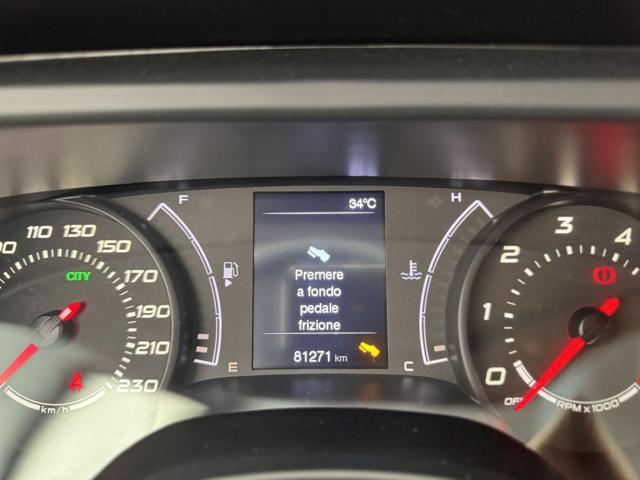 34°C
Premere
a fondo
pedale
frizione
81271 km
F
E
H
C
110 130 150 170 190 210 230
CITY
km/h
0 1 2 3 4
RPM x 1000